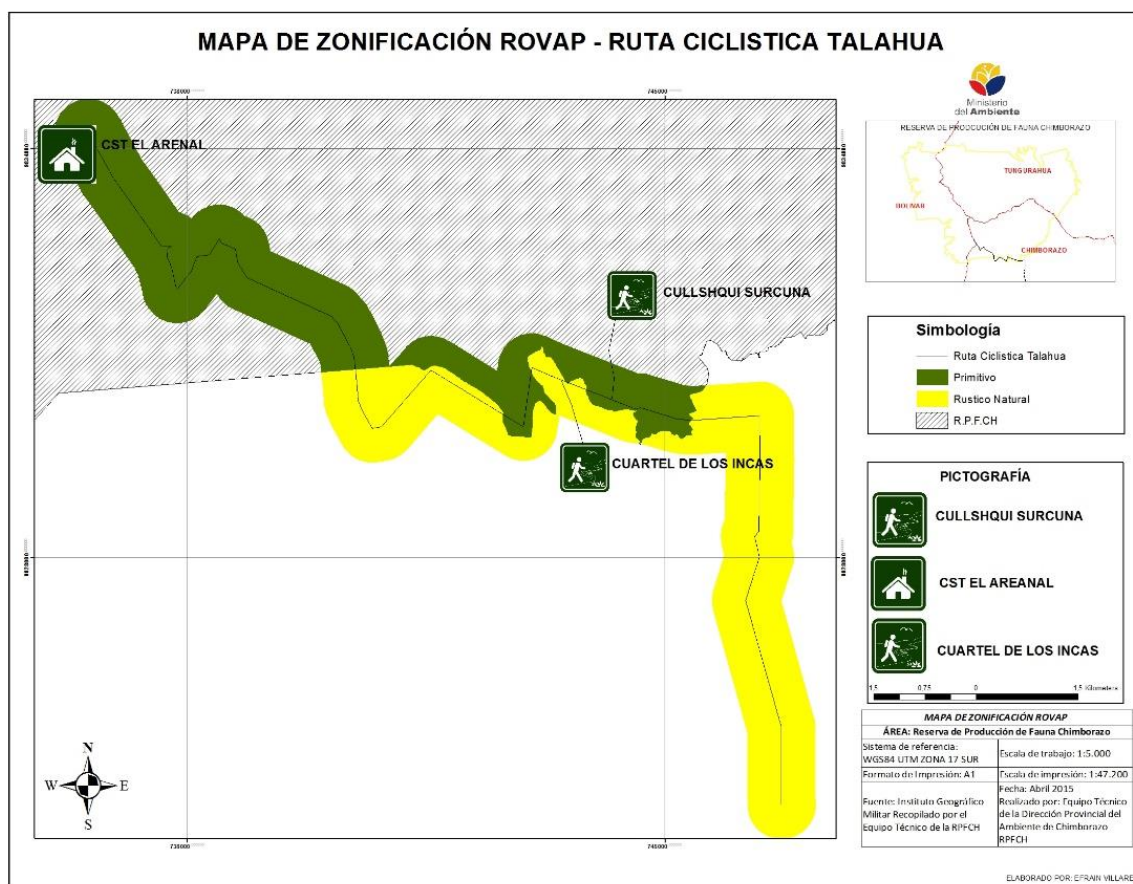 MAPA DE ZONIFICACIÓN ROVAP - RUTA CICLISTICA TALAHUA
Ministerio
del Ambiente
RESERVA DE PRODUCCIÓN DE FAUNA CHIMBORAZO
TUNGURAHUA
BOLIVAR
CHIMBORAZO
CST EL ARENAL
CULLSHQUI SURCUNA
CUARTEL DE LOS INCAS
Simbología
Ruta Ciclistica Talahua
Primitivo
Rustico Natural
R.P.F.CH
PICTOGRAFÍA
CULLSHQUI SURCUNA
CST EL AREANAL
CUARTEL DE LOS INCAS
1,5 0,75 0 1,5 Kilometers
MAPA DE ZONIFICACIÓN ROVAP
ÁREA: Reserva de Producción de Fauna Chimborazo
Sistema de referencia:
WGS84 UTM ZONA 17 SUR
Escala de trabajo: 1:5.000
Formato de Impresión: A1
Escala de impresión: 1:47.200
Fuente: Instituto Geográfico
Militar Recopilado por el
Equipo Técnico de la RPFCH
Fecha: Abril 2015
Realizado por: Equipo Técnico
de la Dirección Provincial del
Ambiente de Chimborazo
RPFCH
N
W E
S
ELABORADO POR: EFRAIN VILLARE